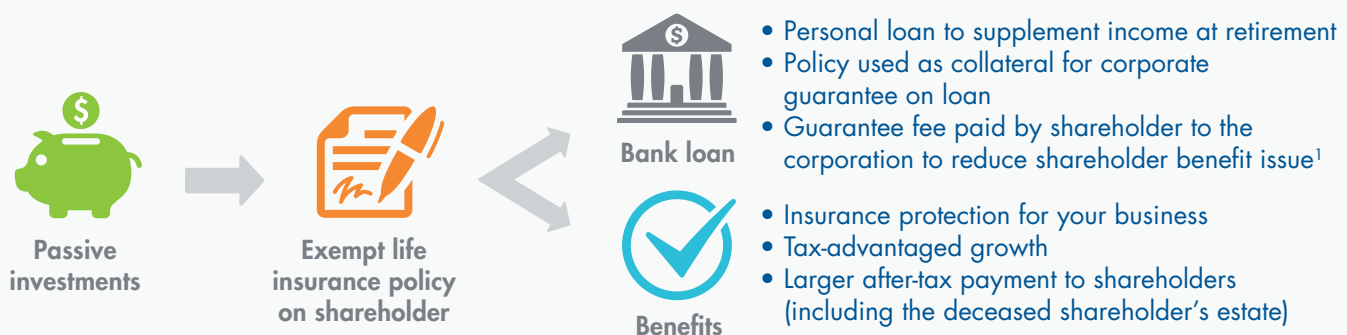 $
Passive
investments
Exempt life
insurance policy
on shareholder
$
Bank loan
• Personal loan to supplement income at retirement
• Policy used as collateral for corporate
guarantee on loan
• Guarantee fee paid by shareholder to the
corporation to reduce shareholder benefit issue¹
Benefits
• Insurance protection for your business
• Tax-advantaged growth
• Larger after-tax payment to shareholders
(including the deceased shareholder’s estate)